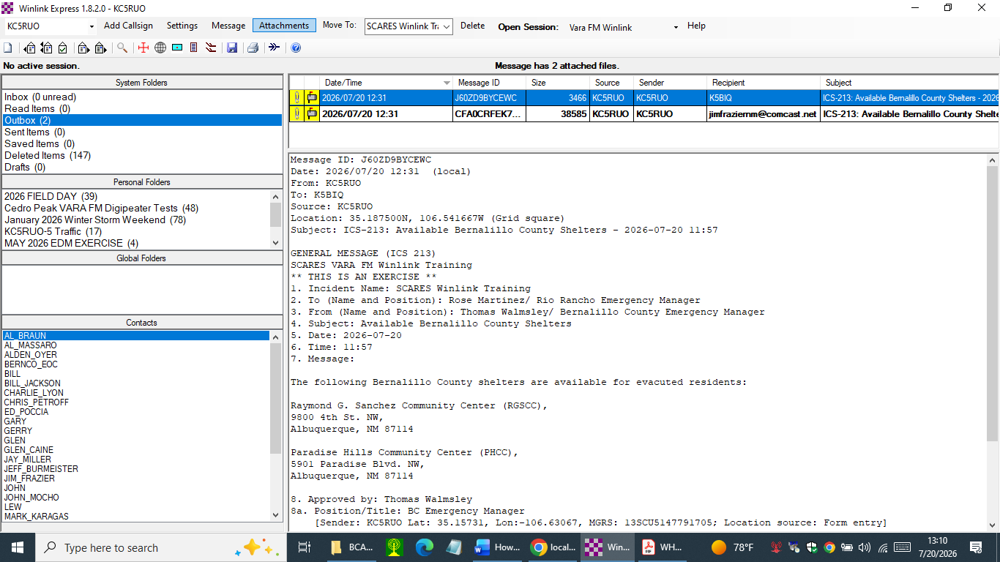 Winlink Express 1.8.2.0 - KC5RUO
KC5RUO Add Callsign Settings Message Attachments Move To: SCARES Winlink Tra Delete Open Session: Vara FM Winlink Help
No active session. Message has 2 attached files.
System Folders
Inbox (0 unread)
Read Items (0)
Outbox (2)
Sent Items (0)
Saved Items (0)
Deleted Items (147)
Drafts (0)
Personal Folders
2026 FIELD DAY (39)
Cedro Peak VARA FM Digipeater Tests (48)
January 2026 Winter Storm Weekend (78)
KC5RUO-5 Traffic (17)
MAY 2026 EDM EXERCISE (4)
Global Folders
Contacts
AL_BRAUN
AL_MASSARO
ALDEN_OYER
BERNCO_EOC
BILL
BILL_JACKSON
CHARLIE_LYON
CHRIS_PETROFF
ED_POCCIA
GARY
GERRY
GLEN
GLEN_CAINE
JAY_MILLER
JEFF_BURMEISTER
JIM_FRAZIER
JOHN
JOHN_MOCHO
LEW
MARK_KARAGAS
Date/Time Message ID Size Source Sender Recipient Subject
2026/07/20 12:31 J60ZD9BYCEWC 3466 KC5RUO KC5RUO K5BIQ ICS-213: Available Bernalillo County Shelters - 2026
2026/07/20 12:31 CFA0CRFEK7... 38585 KC5RUO KC5RUO jimfraziernm@comcast.net ICS-213: Available Bernalillo County Shelte
Message ID: J60ZD9BYCEWC
Date: 2026/07/20 12:31 (local)
From: KC5RUO
To: K5BIQ
Source: KC5RUO
Location: 35.187500N, 106.541667W (Grid square)
Subject: ICS-213: Available Bernalillo County Shelters - 2026-07-20 11:57
GENERAL MESSAGE (ICS 213)
SCARES VARA FM Winlink Training
** THIS IS AN EXERCISE **
1. Incident Name: SCARES Winlink Training
2. To (Name and Position): Rose Martinez/ Rio Rancho Emergency Manager
3. From (Name and Position): Thomas Walmsley/ Bernalillo County Emergency Manager
4. Subject: Available Bernalillo County Shelters
5. Date: 2026-07-20
6. Time: 11:57
7. Message:
The following Bernalillo County shelters are available for evacuted residents:
Raymond G. Sanchez Community Center (RGSCC),
9800 4th St. NW,
Albuquerque, NM 87114
Paradise Hills Community Center (PHCC),
5901 Paradise Blvd. NW,
Albuquerque, NM 87114
8. Approved by: Thomas Walmsley
8a. Position/Title: BC Emergency Manager
[Sender: KC5RUO Lat: 35.15731, Lon:-106.63067, MGRS: 13SCU5147791705; Location source: Form entry]
Type here to search BCA... How... local... Win... WH... 78°F 13:10
7/20/2026